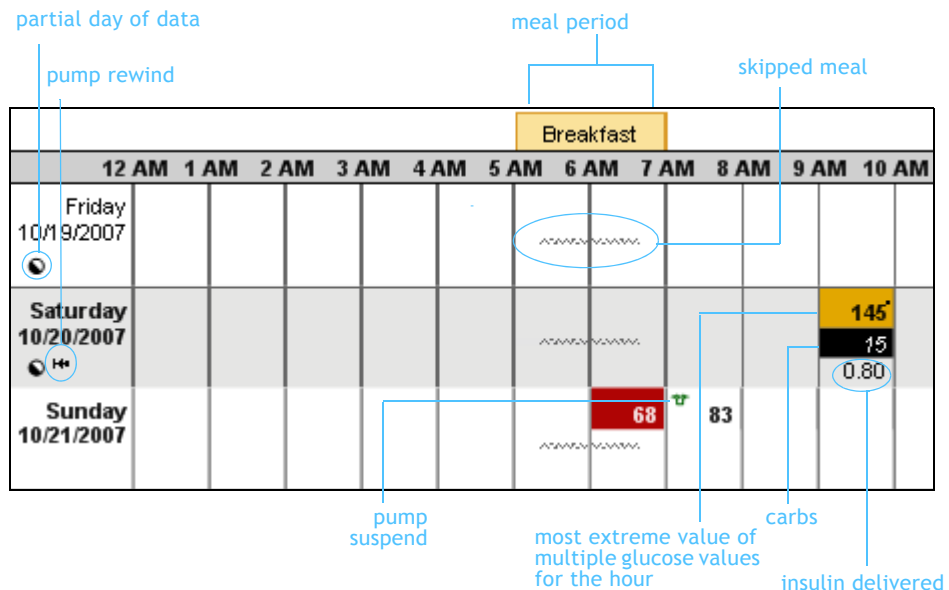 partial day of data
meal period
pump rewind
skipped meal
Breakfast
12 AM 1 AM 2 AM 3 AM 4 AM 5 AM 6 AM 7 AM 8 AM 9 AM 10 AM
Friday
10/19/2007
Saturday
10/20/2007
145
15
0.80
Sunday
10/21/2007
68
83
pump
suspend
most extreme value of
multiple glucose values
for the hour
carbs
insulin delivered